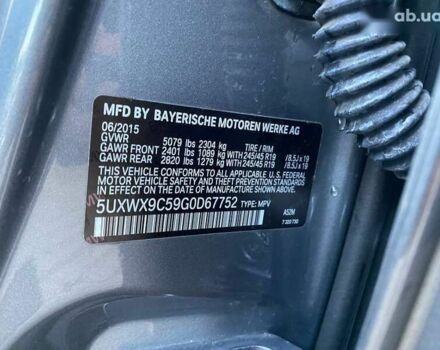 ab.ua
MFD BY BAYERISCHE MOTOREN WERKE AG
06/2015
GVWR 5079 lbs 2304 kg TIRE / RIM
GAWR FRONT 2401 lbs 1089 kg WITH 245/45 R19 / 8.5J x 19
GAWR REAR 2820 lbs 1279 kg WITH 245/45 R19 / 8.5J x 19
THIS VEHICLE CONFORMS TO ALL APPLICABLE FEDERAL
MOTOR VEHICLE SAFETY STANDARDS IN EFFECT ON THE
DATE OF MANUFACTURE SHOWN ABOVE.
5UXWX9C59G0D67752 TYPE: MPV A52M